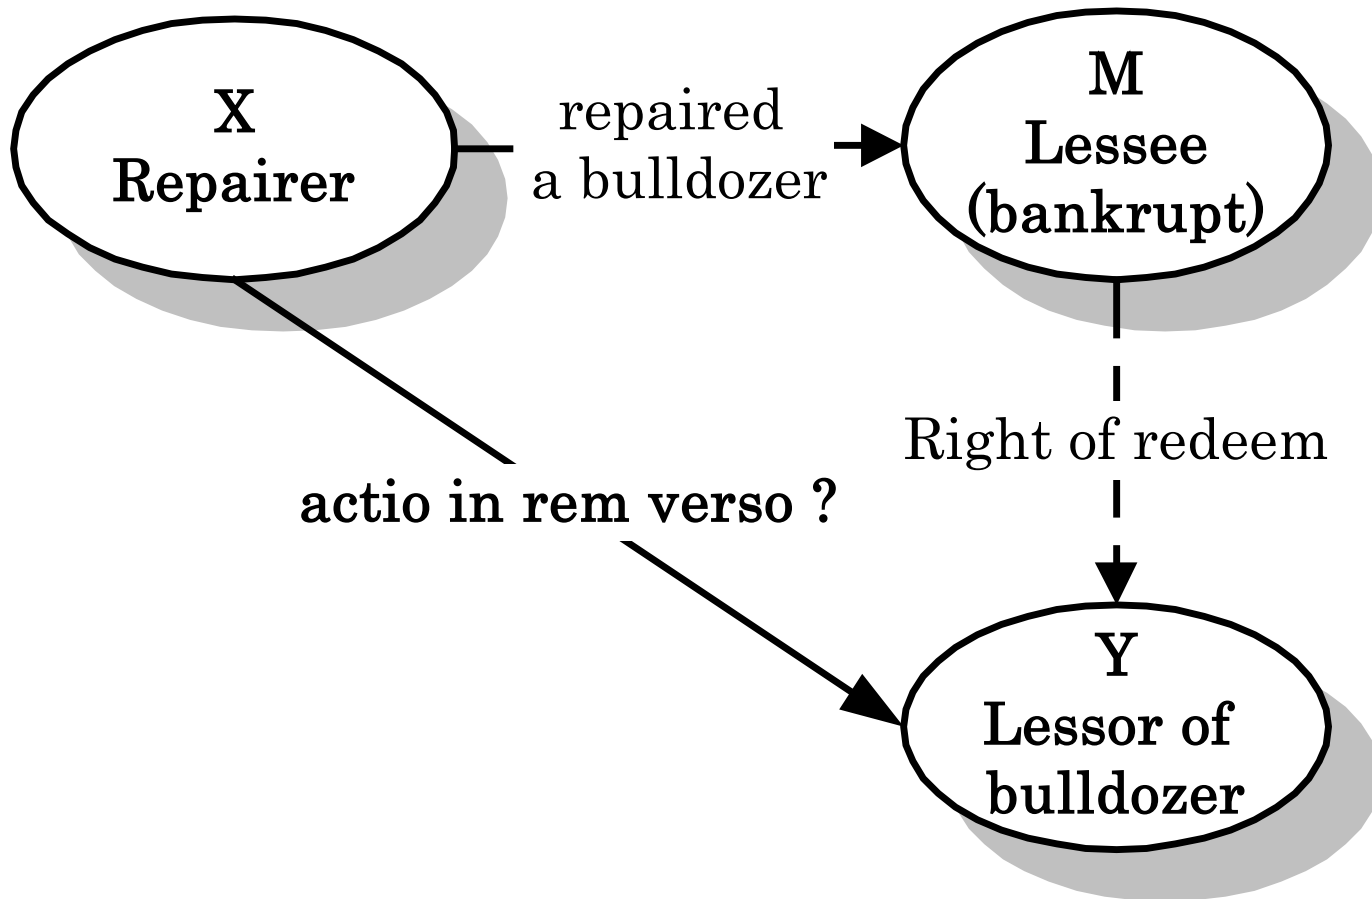 X
Repairer
repaired
a bulldozer
M
Lessee
(bankrupt)
Right of redeem
actio in rem verso ?
Y
Lessor of
bulldozer